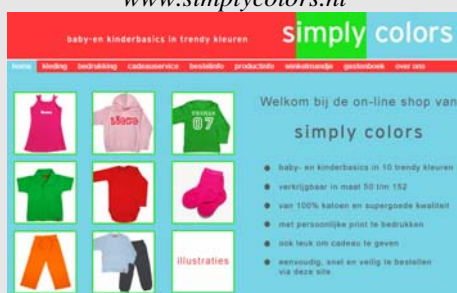 www.simplycolors.nl
baby-en kinderbasics in trendy kleuren
simply colors
home kleding bedrukking cadeauservice bestelinfo productinfo winkelmandje gastenboek over ons
Welkom bij de on-line shop van
simply colors
baby- en kinderbasics in 10 trendy kleuren
verkrijgbaar in maat 50 t/m 152
van 100% katoen en supergoede kwaliteit
met persoonlijke print te bedrukken
ook leuk om cadeau te geven
eenvoudig, snel en veilig te bestellen
via deze site
07
illustraties